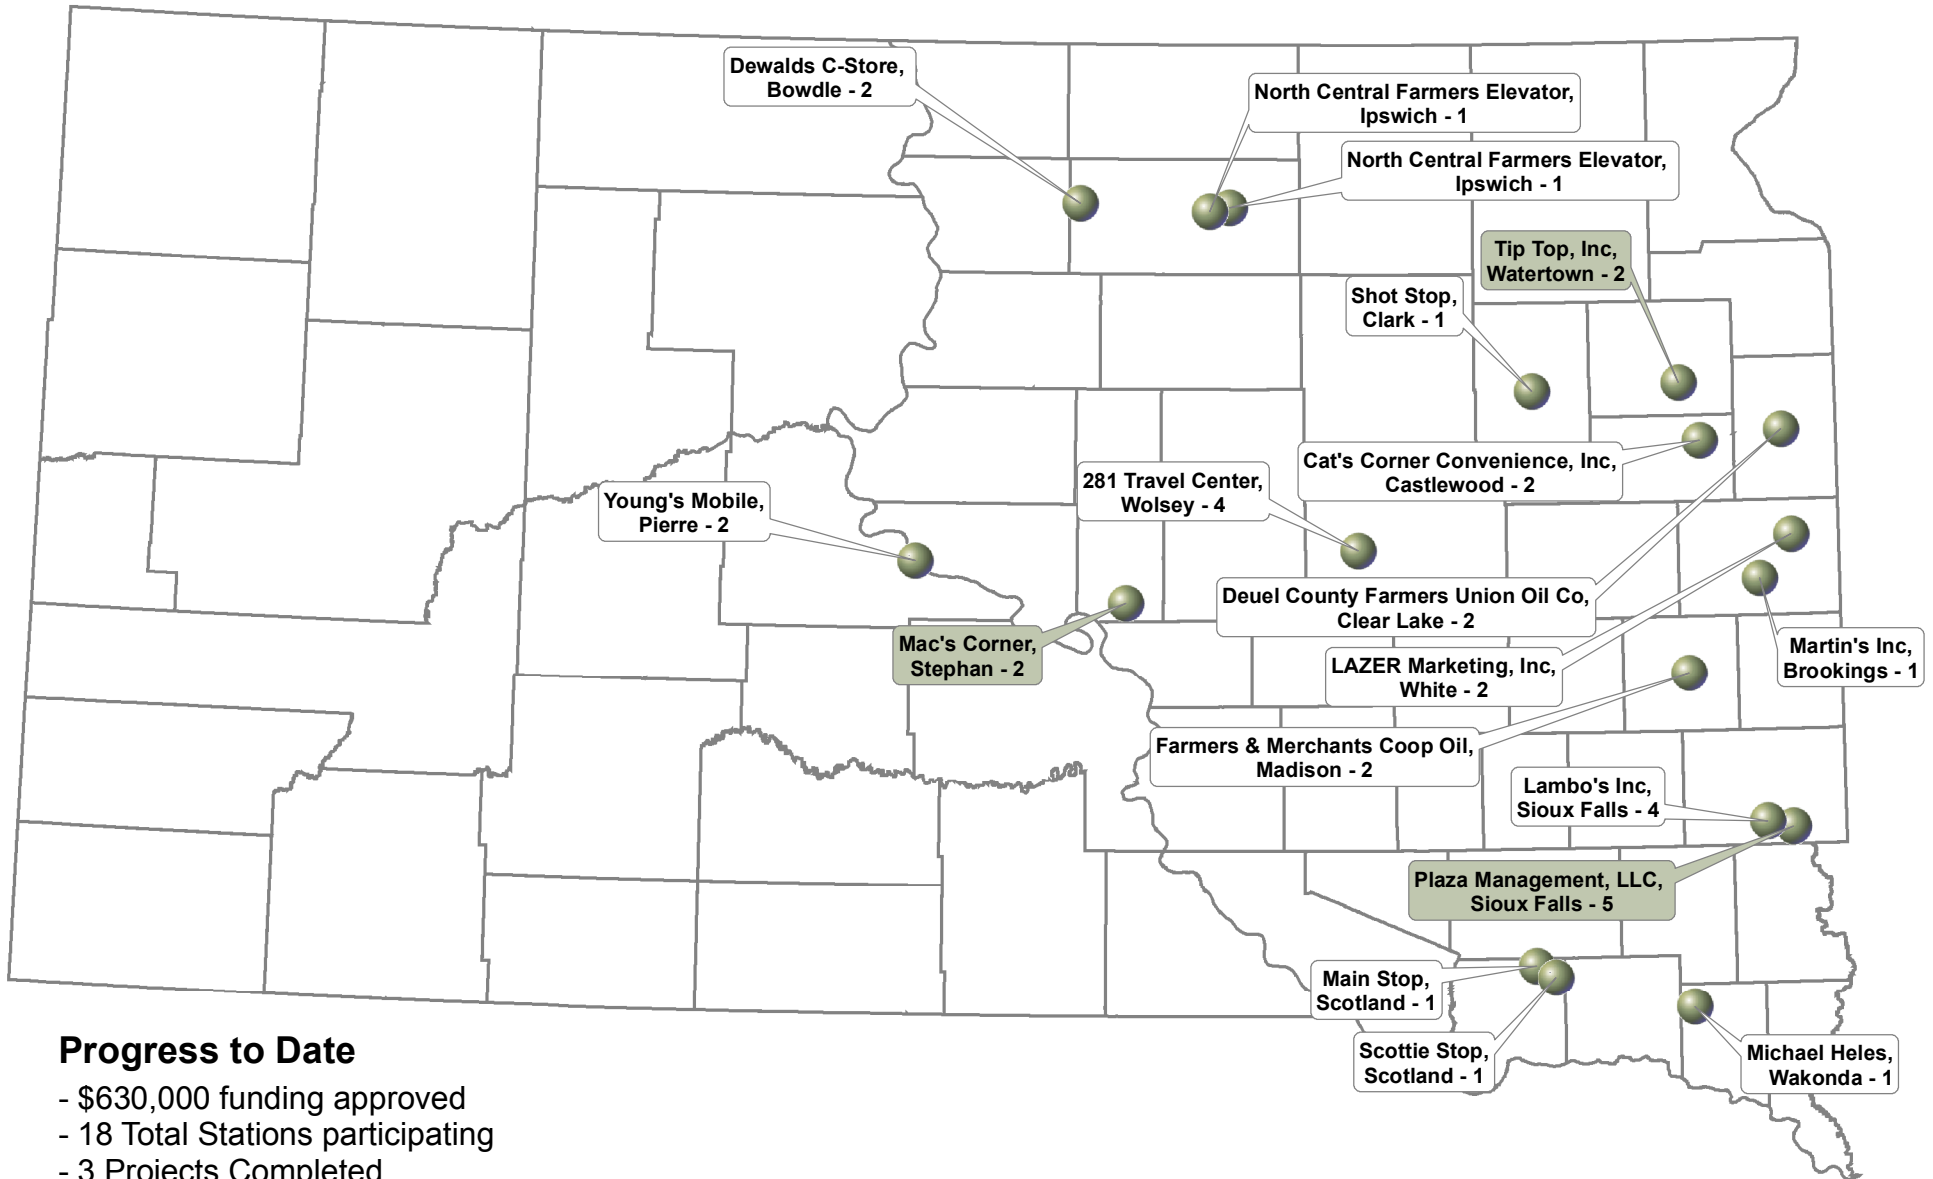 Dewalds C-Store,
Bowdle - 2
North Central Farmers Elevator,
Ipswich - 1
North Central Farmers Elevator,
Ipswich - 1
Tip Top, Inc,
Watertown - 2
Shot Stop,
Clark - 1
Cat's Corner Convenience, Inc,
Castlewood - 2
281 Travel Center,
Wolsey - 4
Young's Mobile,
Pierre - 2
Deuel County Farmers Union Oil Co,
Clear Lake - 2
Mac's Corner,
Stephan - 2
LAZER Marketing, Inc,
White - 2
Martin's Inc,
Brookings - 1
Farmers & Merchants Coop Oil,
Madison - 2
Lambo's Inc,
Sioux Falls - 4
Plaza Management, LLC,
Sioux Falls - 5
Main Stop,
Scotland - 1
Scottie Stop,
Scotland - 1
Michael Heles,
Wakonda - 1
Progress to Date
- $630,000 funding approved
- 18 Total Stations participating
- 3 Projects Completed